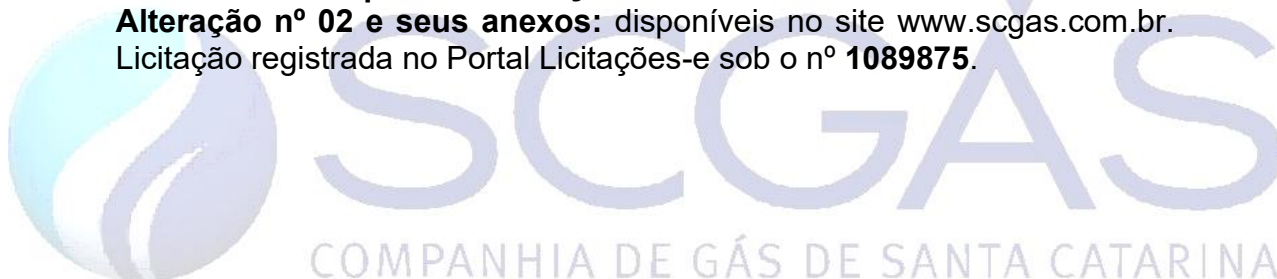 Alteração nº 02 e seus anexos: disponíveis no site www.scgas.com.br.
Licitação registrada no Portal Licitações-e sob o nº 1089875.
SCGÁS
COMPANHIA DE GÁS DE SANTA CATARINA